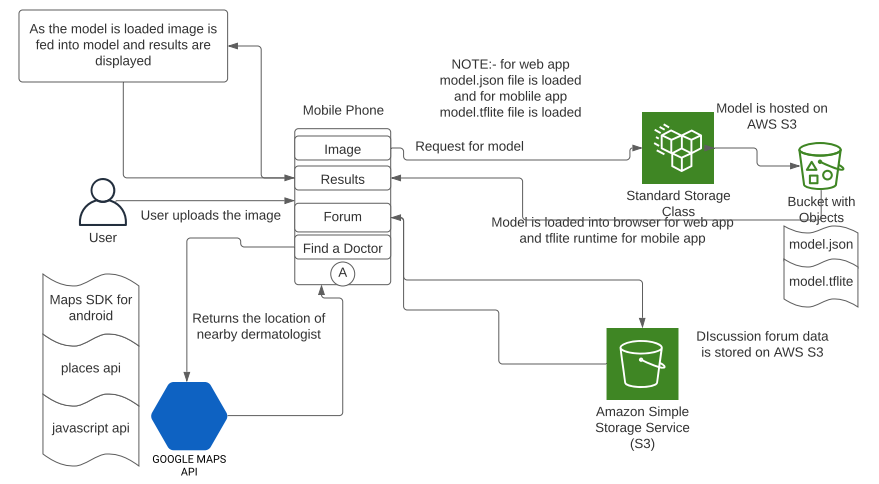 As the model is loaded image is
fed into model and results are
displayed
NOTE:- for web app
model.json file is loaded
and for moblile app
model.tflite file is loaded
Mobile Phone
Image
Results
Forum
Find a Doctor
A
Request for model
Model is hosted on
AWS S3
Standard Storage
Class
Bucket with
Objects
model.json
model.tflite
Model is loaded into browser for web app
and tflite runtime for mobile app
User uploads the image
User
Maps SDK for
android
places api
javascript api
Returns the location of
nearby dermatologist
GOOGLE MAPS
API
DIscussion forum data
is stored on AWS S3
Amazon Simple
Storage Service
(S3)